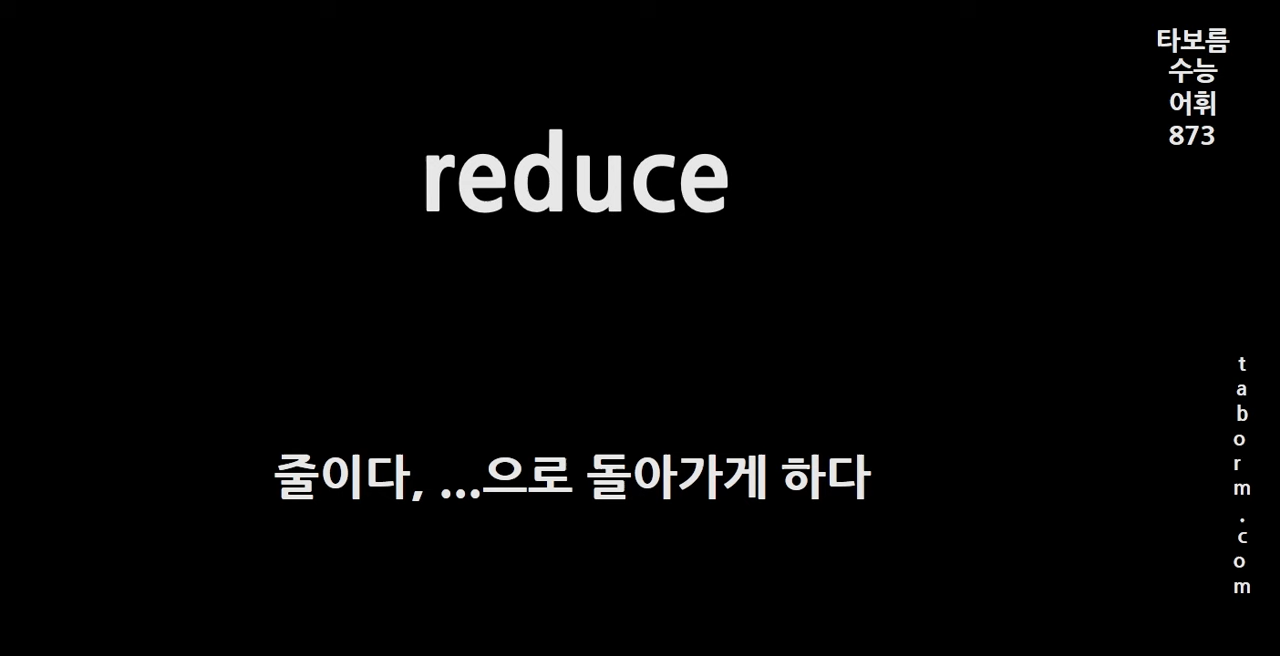 타보름
수능
어휘
873
reduce
줄이다, ...으로 돌아가게 하다
taborm.com